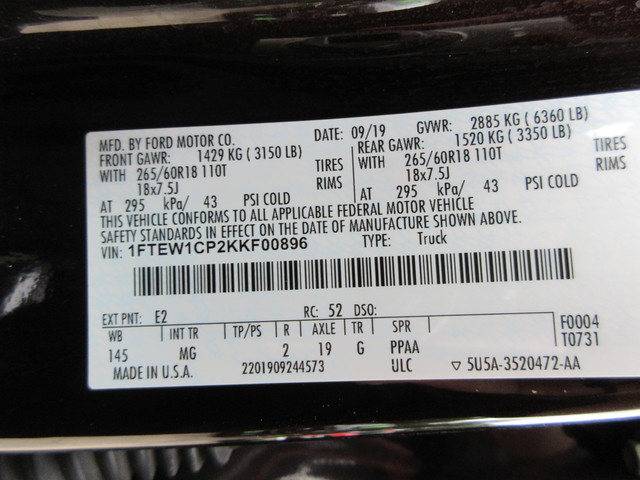 MFD. BY FORD MOTOR CO. DATE: 09/19 GVWR: 2885 KG ( 6360 LB)
FRONT GAWR: 1429 KG ( 3150 LB) REAR GAWR: 1520 KG ( 3350 LB)
WITH 265/60R18 110T TIRES WITH 265/60R18 110T TIRES
18x7.5J RIMS 18x7.5J RIMS
AT 295 kPa/ 43 PSI COLD AT 295 kPa/ 43 PSI COLD
THIS VEHICLE CONFORMS TO ALL APPLICABLE FEDERAL MOTOR VEHICLE
SAFETY STANDARDS IN EFFECT ON THE DATE OF MANUFACTURE SHOWN ABOVE.
VIN: 1FTEW1CP2KKF00896 TYPE: Truck
EXT PNT: E2 RC: 52 DSO: F0004
WB INT TR TP/PS R AXLE TR SPR T0731
145 MG 2 19 G PPAA
MADE IN U.S.A. 2201909244573 ULC ▽ 5U5A-3520472-AA